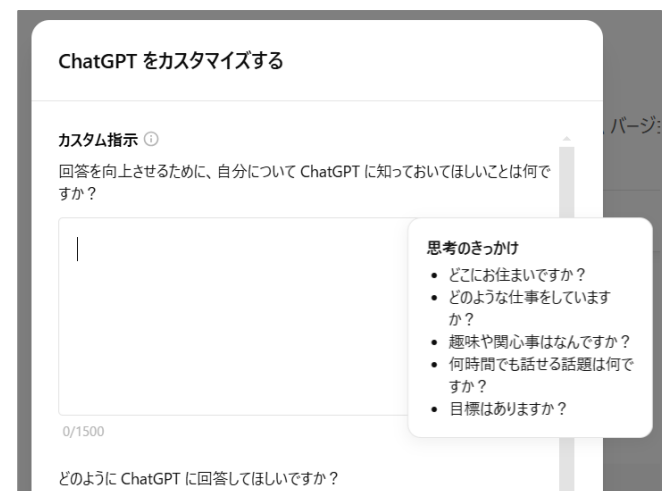 ChatGPT をカスタマイズする
カスタム指示
バージ
回答を向上させるために、自分について ChatGPT に知っておいてほしいことは何で
すか？
思考のきっかけ
• どこにお住まいですか？
• どのような仕事をしています
か？
• 趣味や関心事はなんですか？
• 何時間でも話せる話題は何で
すか？
• 目標はありますか？
0/1500
どのように ChatGPT に回答してほしいですか？